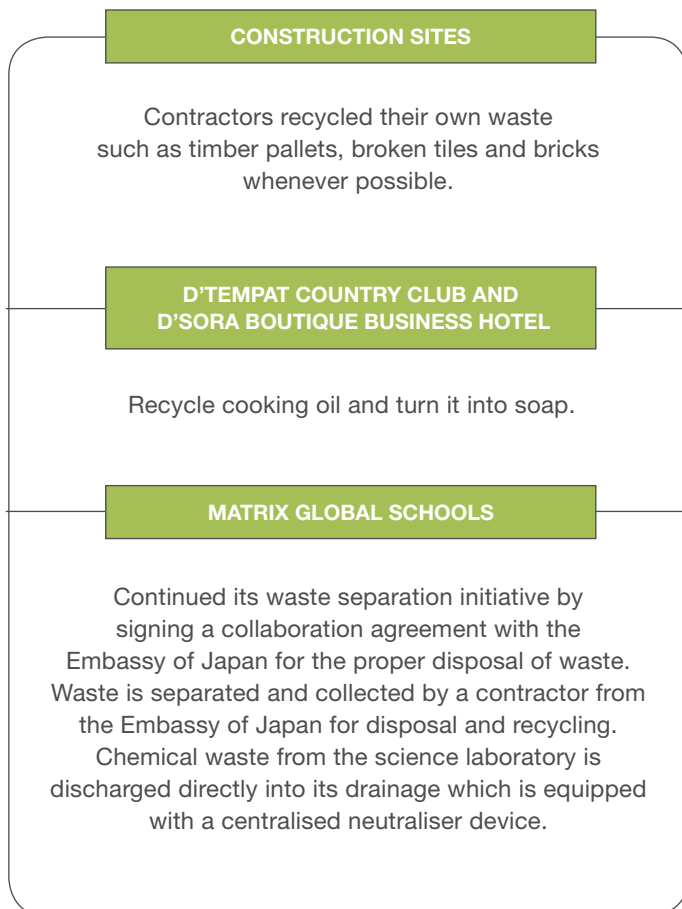 CONSTRUCTION SITES
Contractors recycled their own waste
such as timber pallets, broken tiles and bricks
whenever possible.
D'TEMPAT COUNTRY CLUB AND
D'SORA BOUTIQUE BUSINESS HOTEL
Recycle cooking oil and turn it into soap.
MATRIX GLOBAL SCHOOLS
Continued its waste separation initiative by
signing a collaboration agreement with the
Embassy of Japan for the proper disposal of waste.
Waste is separated and collected by a contractor from
the Embassy of Japan for disposal and recycling.
Chemical waste from the science laboratory is
discharged directly into its drainage which is equipped
with a centralised neutraliser device.